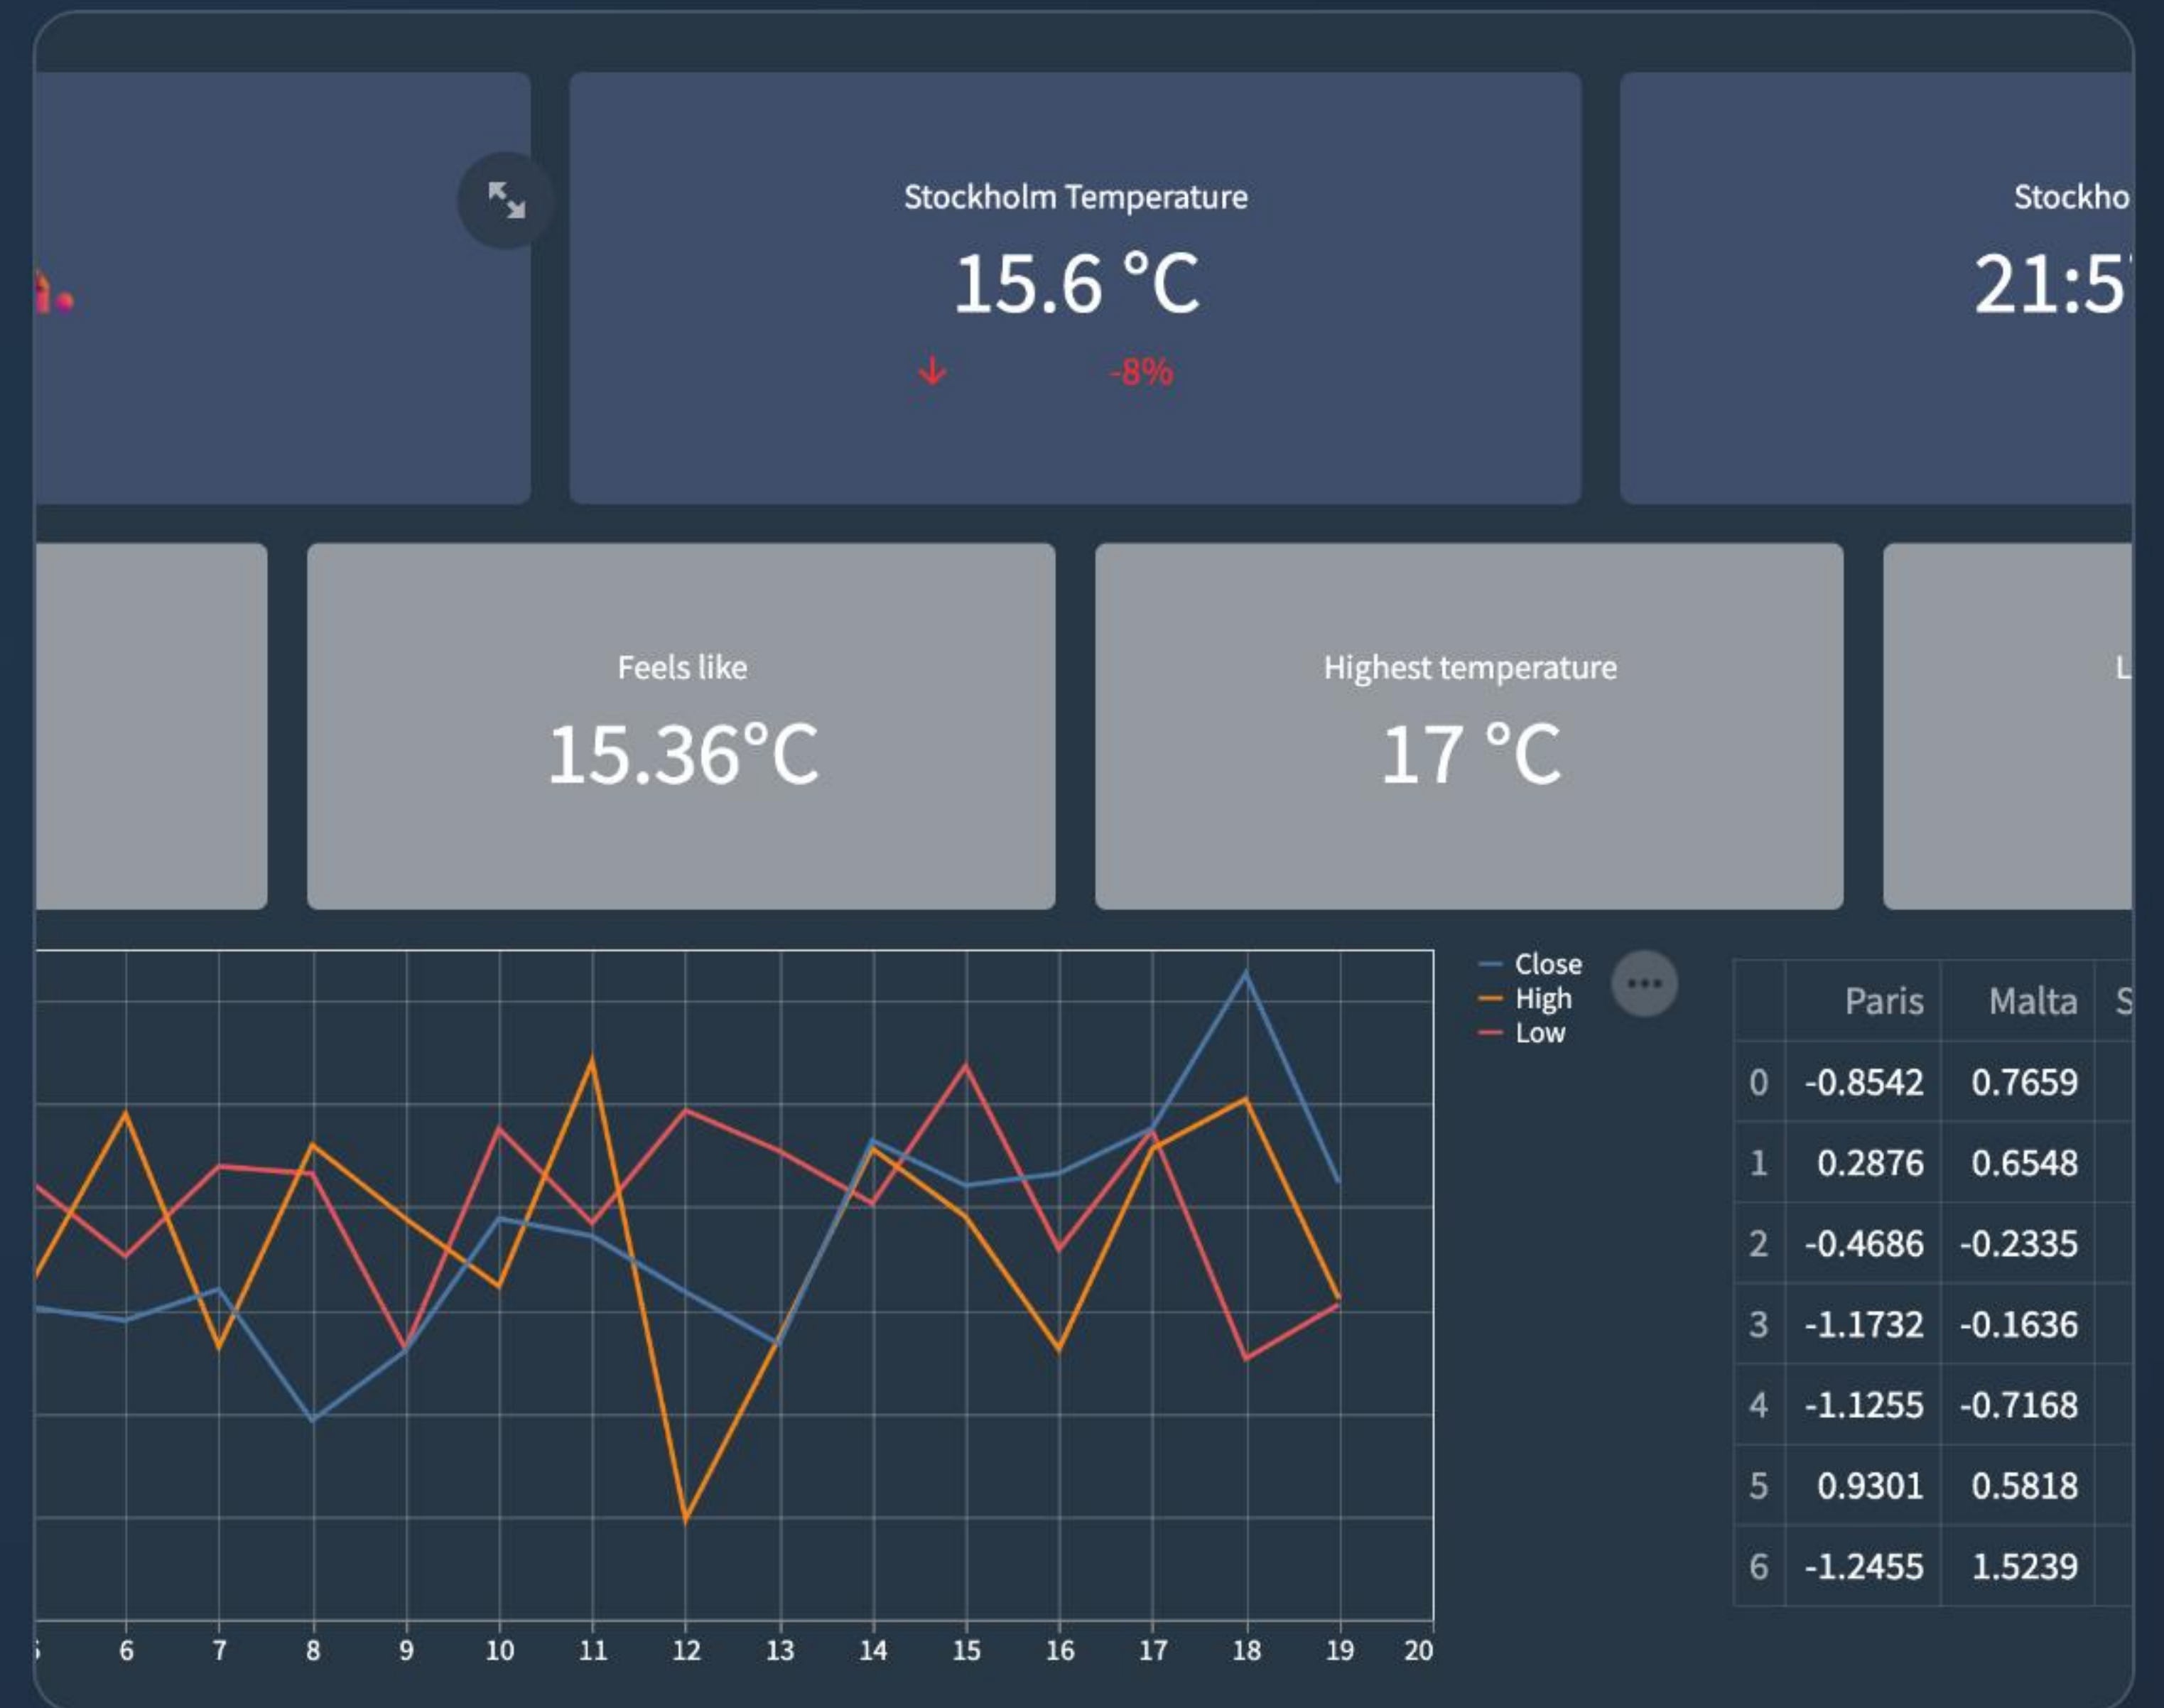 Stockholm Temperature
15.6 °C
-8%
21:5
Feels like
15.36°C
Highest temperature
17 °C
Close
High
Low
6 7 8 9 10 11 12 13 14 15 16 17 18 19 20
Paris Malta
0 -0.8542 0.7659
1 0.2876 0.6548
2 -0.4686 -0.2335
3 -1.1732 -0.1636
4 -1.1255 -0.7168
5 0.9301 0.5818
6 -1.2455 1.5239